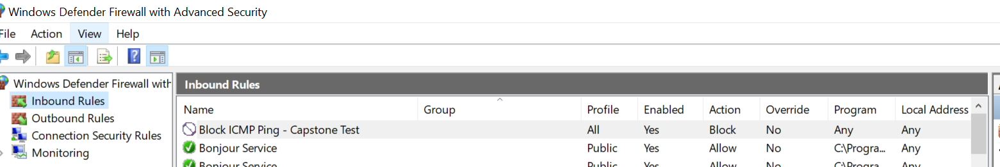 Windows Defender Firewall with Advanced Security
File Action View Help
Windows Defender Firewall with
Inbound Rules
Outbound Rules
Connection Security Rules
Monitoring
Inbound Rules
Name Group Profile Enabled Action Override Program Local Address
Block ICMP Ping - Capstone Test All Yes Block No Any Any
Bonjour Service Public Yes Allow No C:\Progra... Any
Bonjour Service Public Yes Allow No C:\Progra... Any